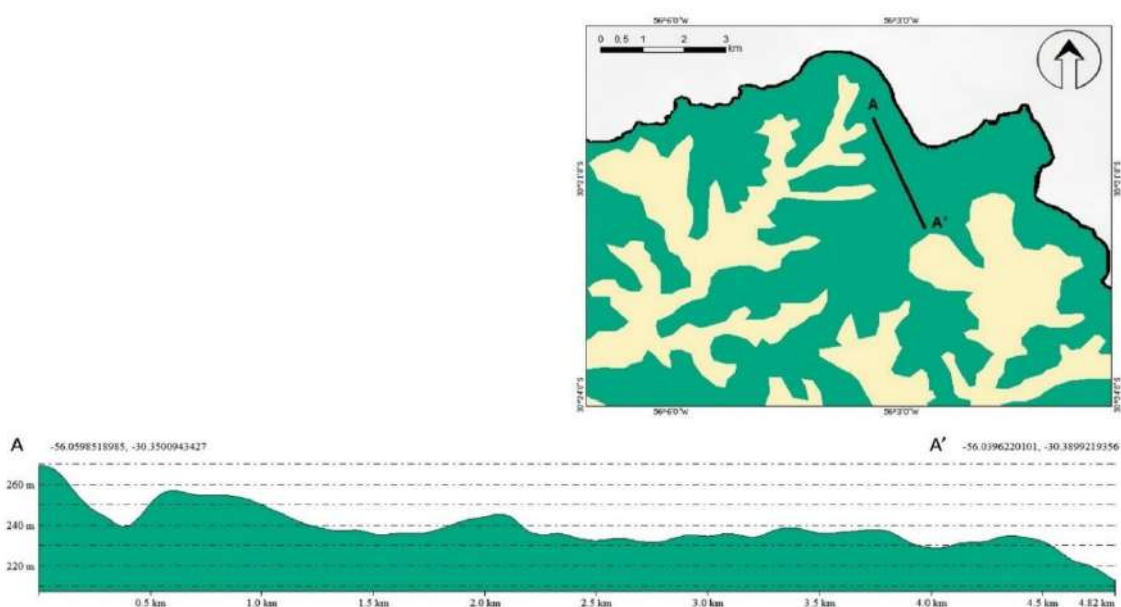 56°6'0"W 56°3'0"W
0 0,5 1 2 3
km
A
30°21'0"S 30°21'0"S
A'
30°24'0"S 30°24'0"S
56°6'0"W 56°3'0"W
A -56.0598518985, -30.3500943427 A' -56.0396220101, -30.3899219356
260 m
240 m
220 m
0.5 km 1.0 km 1.5 km 2.0 km 2.5 km 3.0 km 3.5 km 4.0 km 4.5 km 4.82 km